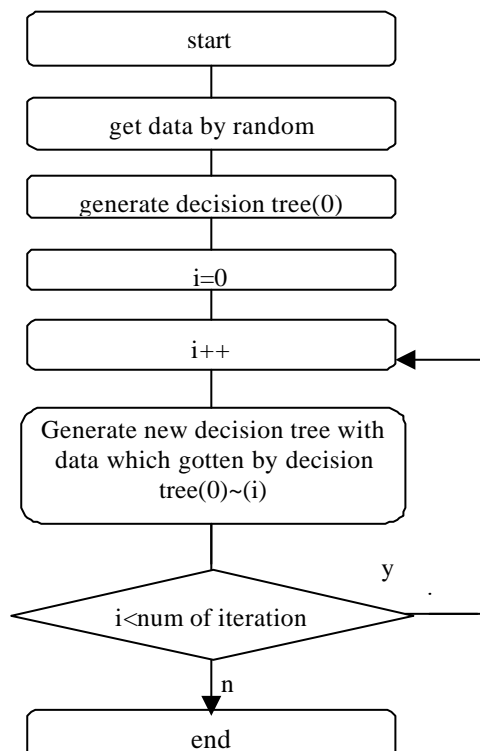 start
get data by random
generate decision tree(0)
i=0
i++
Generate new decision tree with
data which gotten by decision
tree(0)~(i)
y
i<num of iteration
n
end